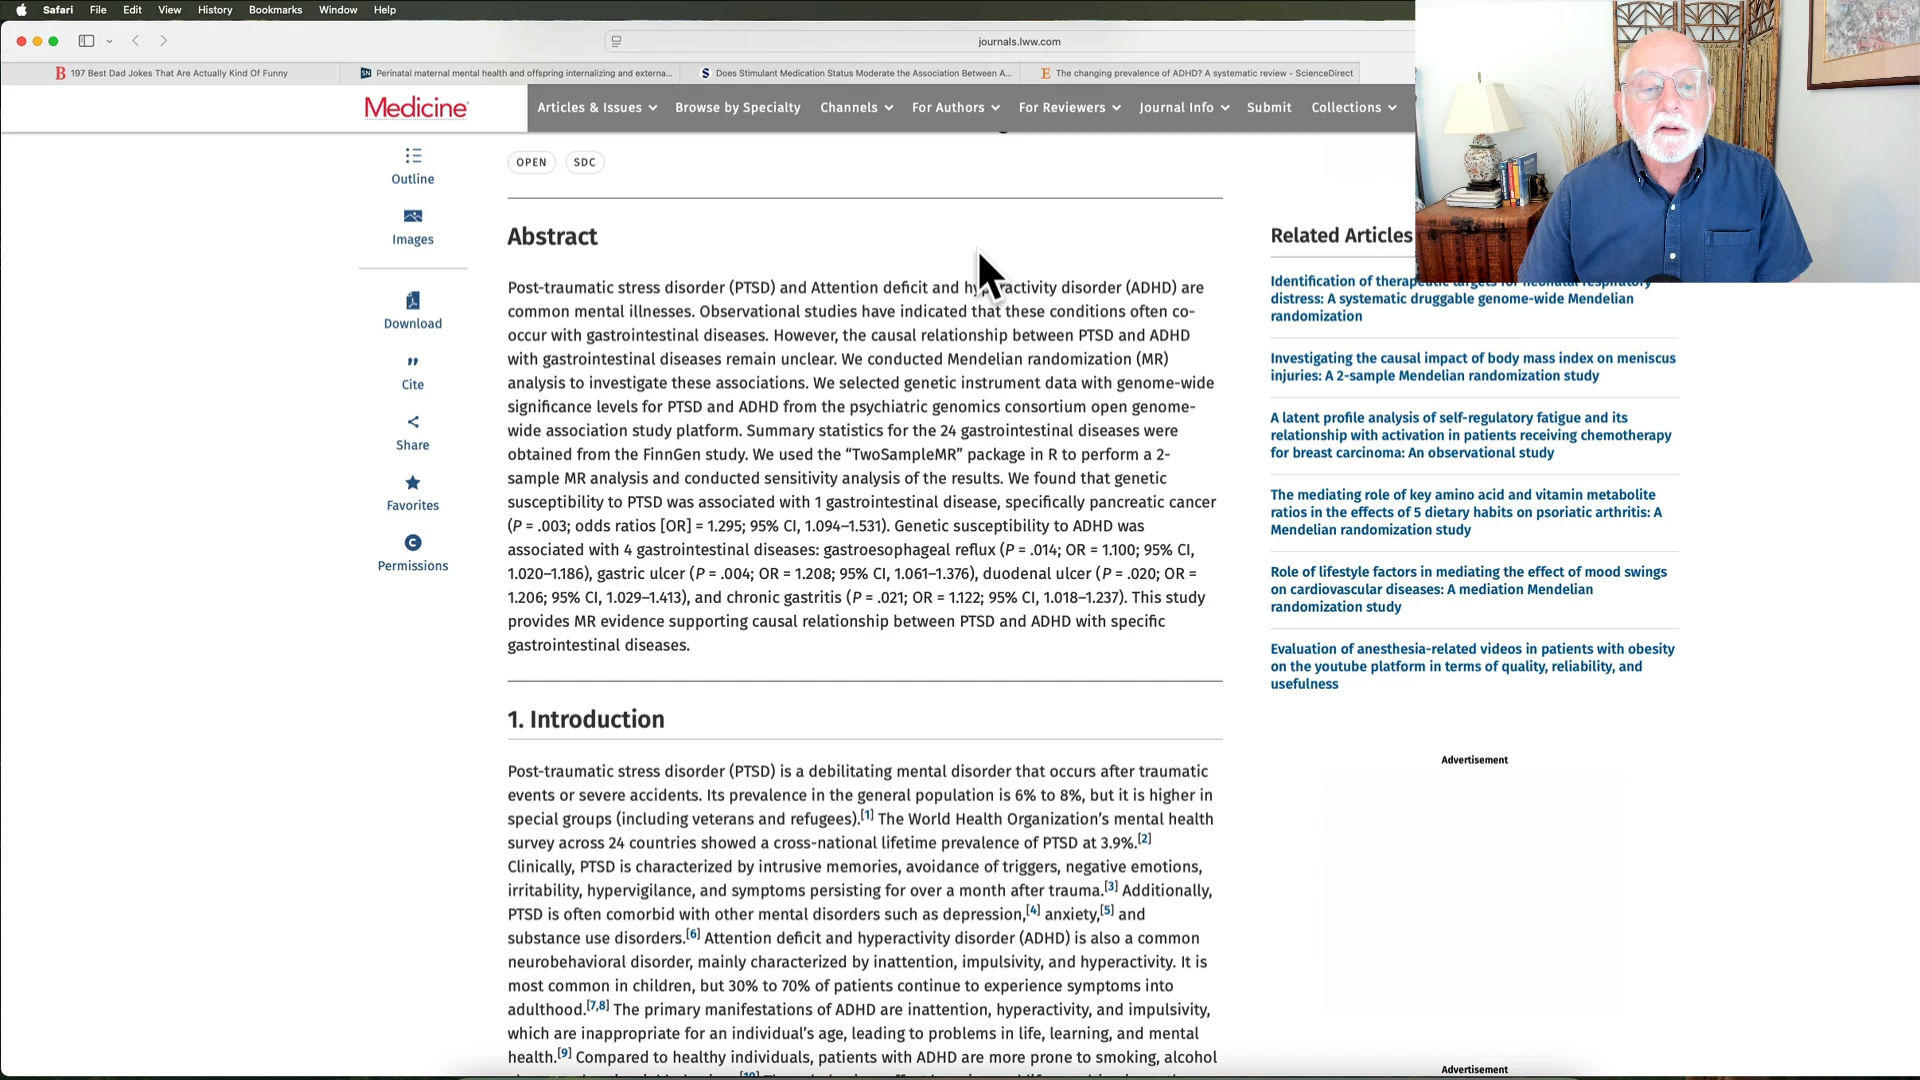 Safari File Edit View History Bookmarks Window Help
journals.lww.com
197 Best Dad Jokes That Are Actually Kind Of Funny
Perinatal maternal mental health and offspring internalizing and externa...
Does Stimulant Medication Status Moderate the Association Between A...
The changing prevalence of ADHD? A systematic review - ScienceDirect
Medicine
Articles & Issues Browse by Specialty Channels For Authors For Reviewers Journal Info Submit Collections
Outline
Images
Download
Cite
Share
Favorites
Permissions
OPEN SDC
Abstract
Post-traumatic stress disorder (PTSD) and Attention deficit and hyperactivity disorder (ADHD) are
common mental illnesses. Observational studies have indicated that these conditions often co-
occur with gastrointestinal diseases. However, the causal relationship between PTSD and ADHD
with gastrointestinal diseases remain unclear. We conducted Mendelian randomization (MR)
analysis to investigate these associations. We selected genetic instrument data with genome-wide
significance levels for PTSD and ADHD from the psychiatric genomics consortium open genome-
wide association study platform. Summary statistics for the 24 gastrointestinal diseases were
obtained from the FinnGen study. We used the “TwoSampleMR” package in R to perform a 2-
sample MR analysis and conducted sensitivity analysis of the results. We found that genetic
susceptibility to PTSD was associated with 1 gastrointestinal disease, specifically pancreatic cancer
(P = .003; odds ratios [OR] = 1.295; 95% CI, 1.094–1.531). Genetic susceptibility to ADHD was
associated with 4 gastrointestinal diseases: gastroesophageal reflux (P = .014; OR = 1.100; 95% CI,
1.020–1.186), gastric ulcer (P = .004; OR = 1.208; 95% CI, 1.061–1.376), duodenal ulcer (P = .020; OR =
1.206; 95% CI, 1.029–1.413), and chronic gastritis (P = .021; OR = 1.122; 95% CI, 1.018–1.237). This study
provides MR evidence supporting causal relationship between PTSD and ADHD with specific
gastrointestinal diseases.
1. Introduction
Post-traumatic stress disorder (PTSD) is a debilitating mental disorder that occurs after traumatic
events or severe accidents. Its prevalence in the general population is 6% to 8%, but it is higher in
special groups (including veterans and refugees).[1] The World Health Organization’s mental health
survey across 24 countries showed a cross-national lifetime prevalence of PTSD at 3.9%.[2]
Clinically, PTSD is characterized by intrusive memories, avoidance of triggers, negative emotions,
irritability, hypervigilance, and symptoms persisting for over a month after trauma.[3] Additionally,
PTSD is often comorbid with other mental disorders such as depression,[4] anxiety,[5] and
substance use disorders.[6] Attention deficit and hyperactivity disorder (ADHD) is also a common
neurobehavioral disorder, mainly characterized by inattention, impulsivity, and hyperactivity. It is
most common in children, but 30% to 70% of patients continue to experience symptoms into
adulthood.[7,8] The primary manifestations of ADHD are inattention, hyperactivity, and impulsivity,
which are inappropriate for an individual’s age, leading to problems in life, learning, and mental
health.[9] Compared to healthy individuals, patients with ADHD are more prone to smoking, alcohol
Related Articles
Identification of therapeutic targets for neonatal respiratory
distress: A systematic druggable genome-wide Mendelian
randomization
Investigating the causal impact of body mass index on meniscus
injuries: A 2-sample Mendelian randomization study
A latent profile analysis of self-regulatory fatigue and its
relationship with activation in patients receiving chemotherapy
for breast carcinoma: An observational study
The mediating role of key amino acid and vitamin metabolite
ratios in the effects of 5 dietary habits on psoriatic arthritis: A
Mendelian randomization study
Role of lifestyle factors in mediating the effect of mood swings
on cardiovascular diseases: A mediation Mendelian
randomization study
Evaluation of anesthesia-related videos in patients with obesity
on the youtube platform in terms of quality, reliability, and
usefulness
Advertisement
Advertisement